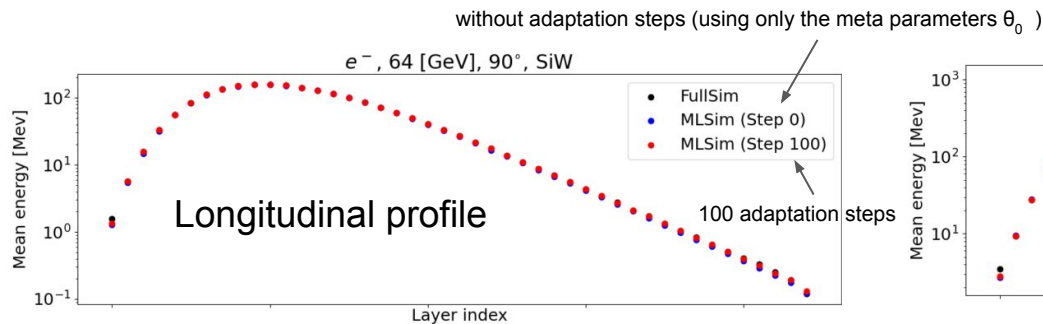 without adaptation steps (using only the meta parameters θ₀ )
e⁻, 64 [GeV], 90°, SiW
FullSim
MLSim (Step 0)
MLSim (Step 100)
Mean energy [Mev]
10²
10¹
10⁰
10⁻¹
Longitudinal profile
100 adaptation steps
Layer index
Mean energy [Mev]
10³
10²
10¹